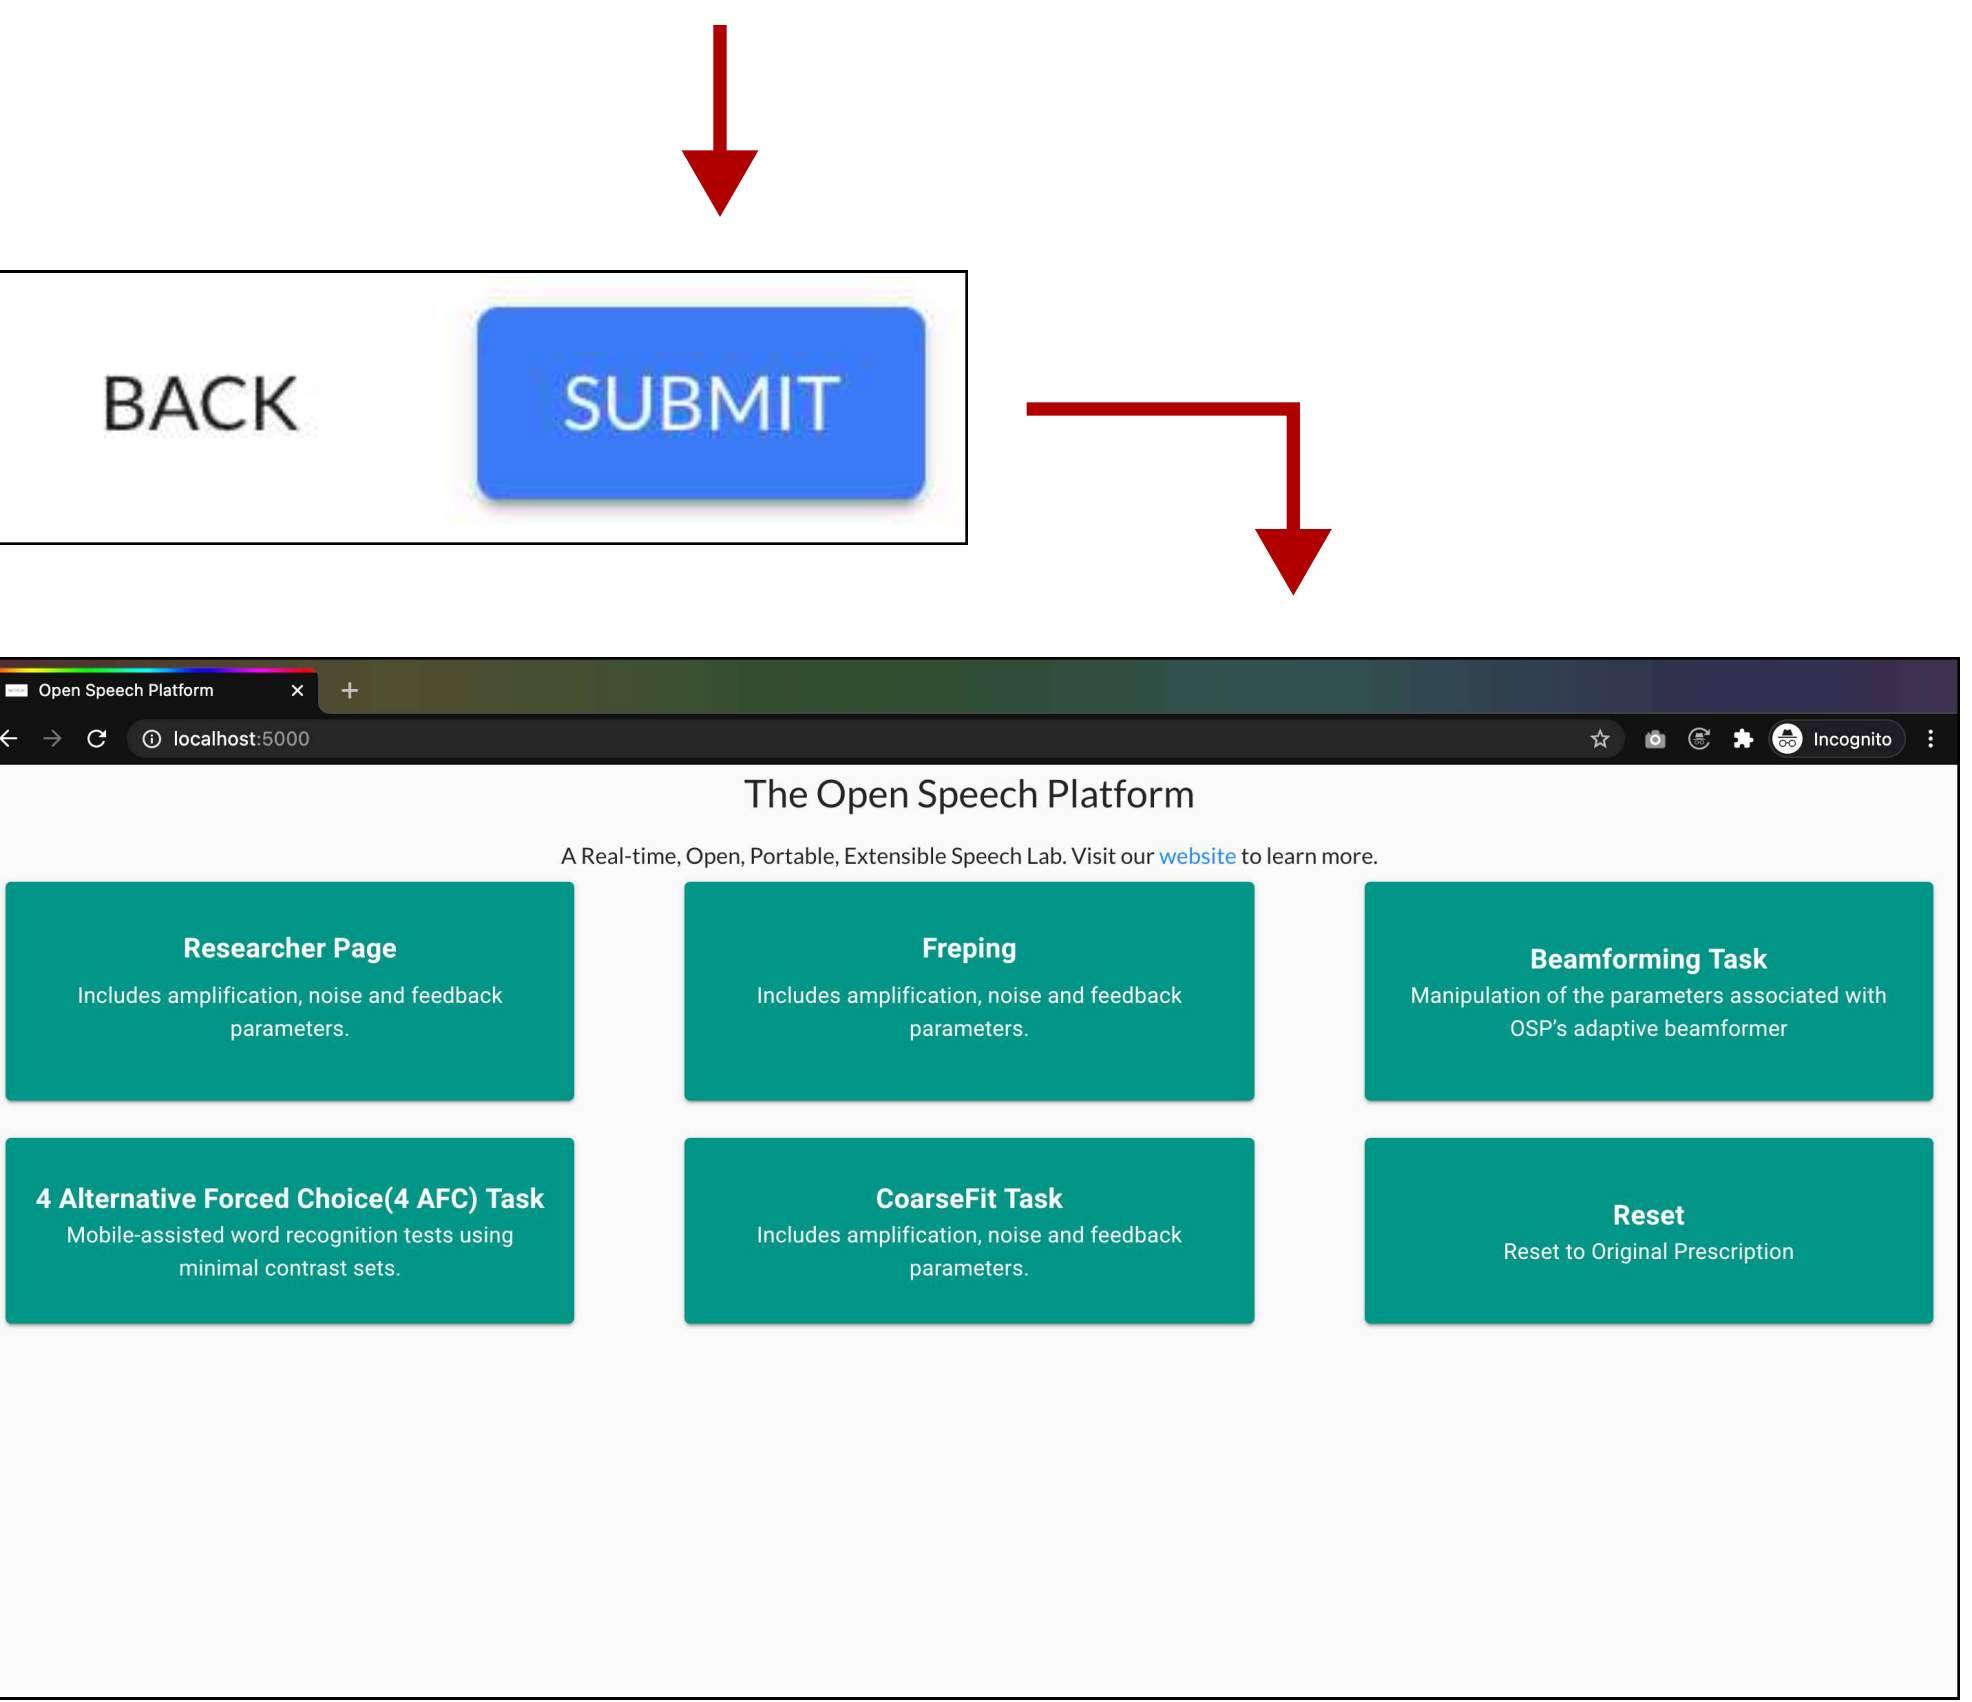 BACK
SUBMIT
Open Speech Platform
localhost:5000
Incognito
The Open Speech Platform
A Real-time, Open, Portable, Extensible Speech Lab. Visit our website to learn more.
Researcher Page
Includes amplification, noise and feedback
parameters.
Freping
Includes amplification, noise and feedback
parameters.
Beamforming Task
Manipulation of the parameters associated with
OSP's adaptive beamformer
4 Alternative Forced Choice(4 AFC) Task
Mobile-assisted word recognition tests using
minimal contrast sets.
CoarseFit Task
Includes amplification, noise and feedback
parameters.
Reset
Reset to Original Prescription